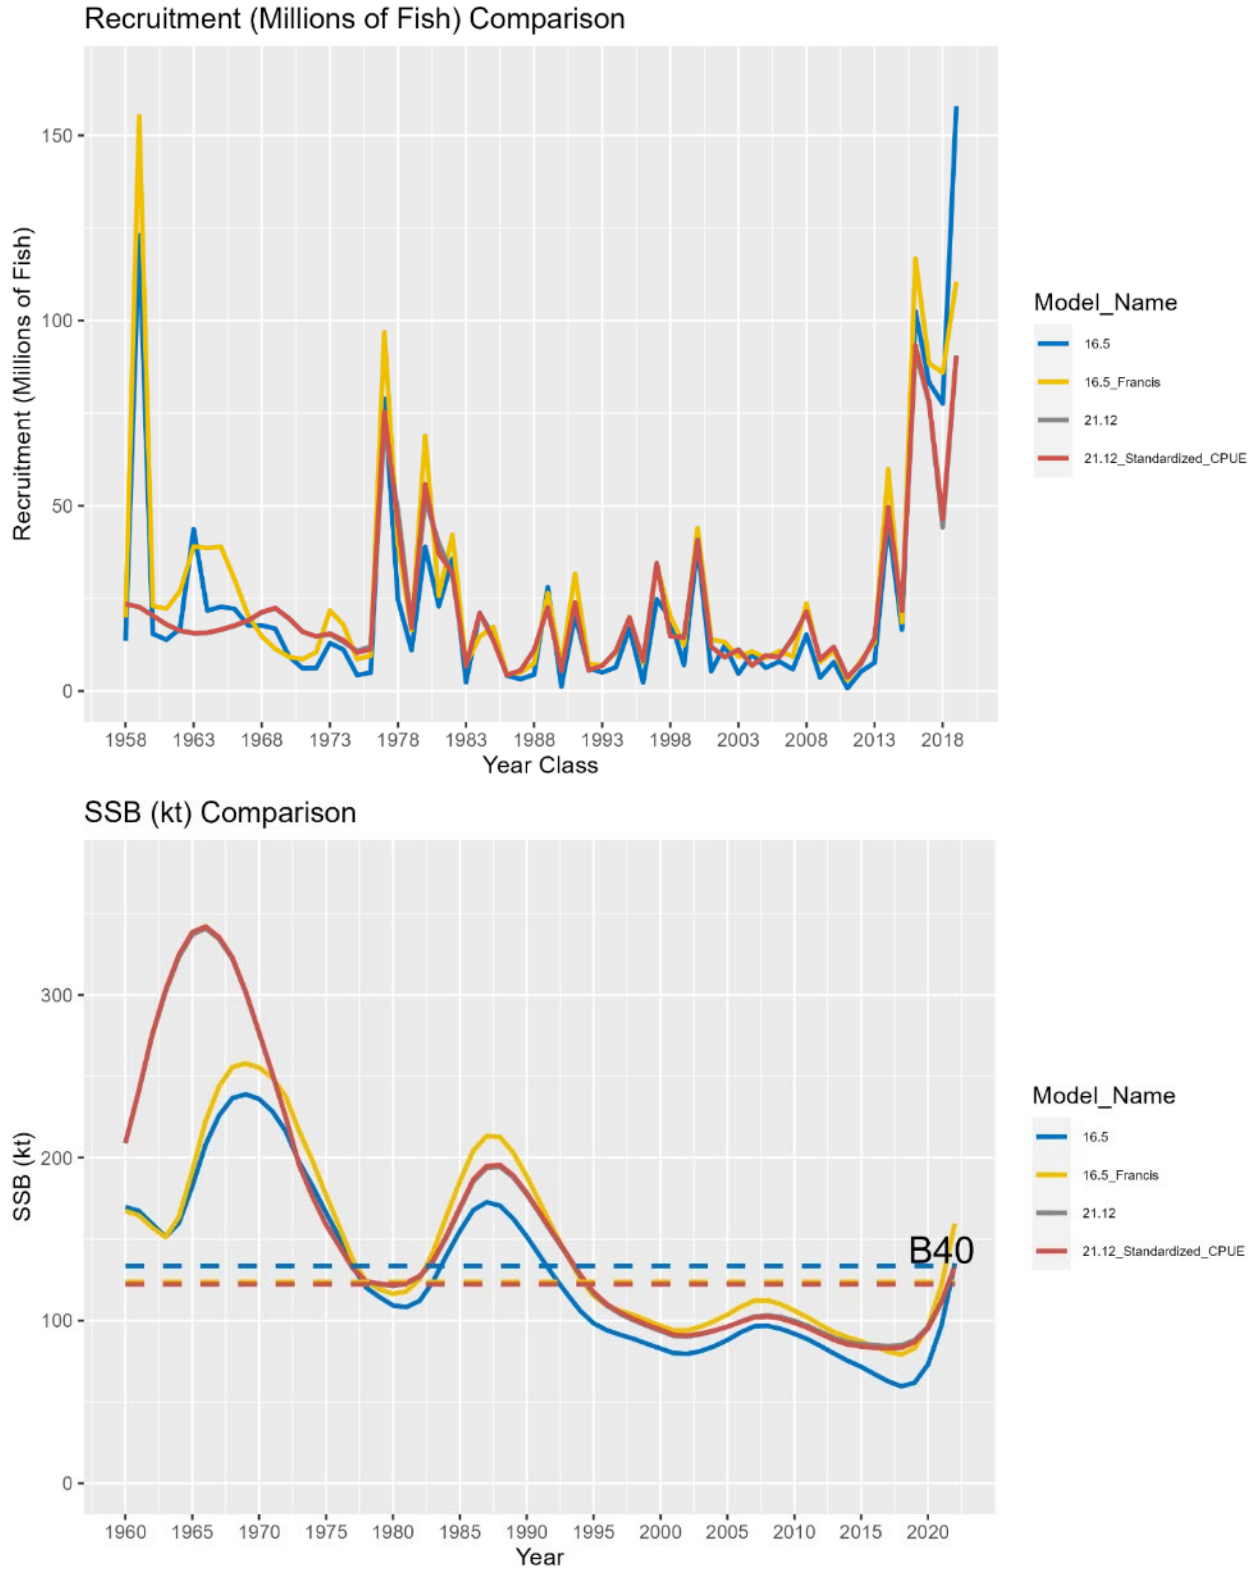 Recruitment (Millions of Fish) Comparison
Recruitment (Millions of Fish)
150
100
50
0
1958 1963 1968 1973 1978 1983 1988 1993 1998 2003 2008 2013 2018
Year Class
Model_Name
16.5
16.5_Francis
21.12
21.12_Standardized_CPUE
SSB (kt) Comparison
SSB (kt)
300
200
100
0
B40
1960 1965 1970 1975 1980 1985 1990 1995 2000 2005 2010 2015 2020
Year
Model_Name
16.5
16.5_Francis
21.12
21.12_Standardized_CPUE